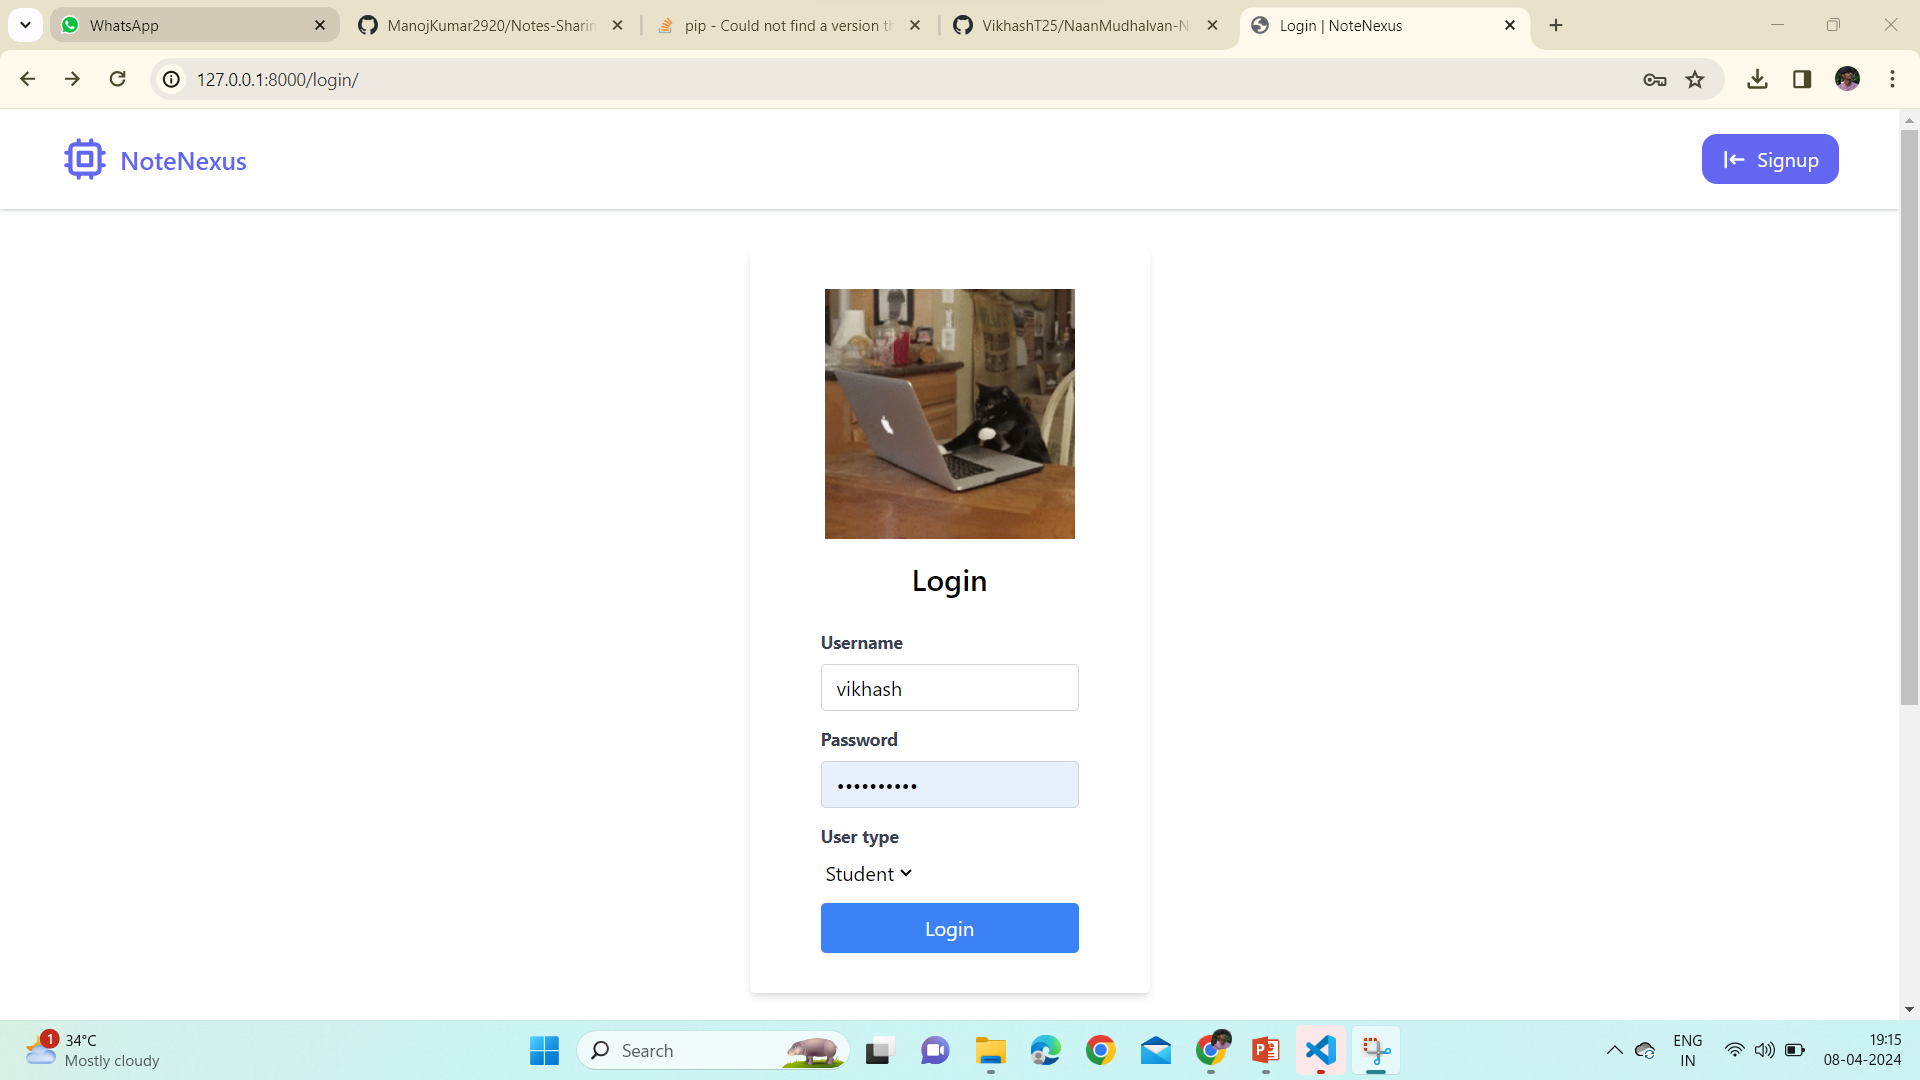 WhatsApp
ManojKumar2920/Notes-Sharin
pip - Could not find a version th
VikhashT25/NaanMudhalvan-N
Login | NoteNexus
127.0.0.1:8000/login/
NoteNexus
Signup
Login
Username
vikhash
Password
••••••••••
User type
Student
Login
1
34°C
Mostly cloudy
Search
ENG
IN
19:15
08-04-2024